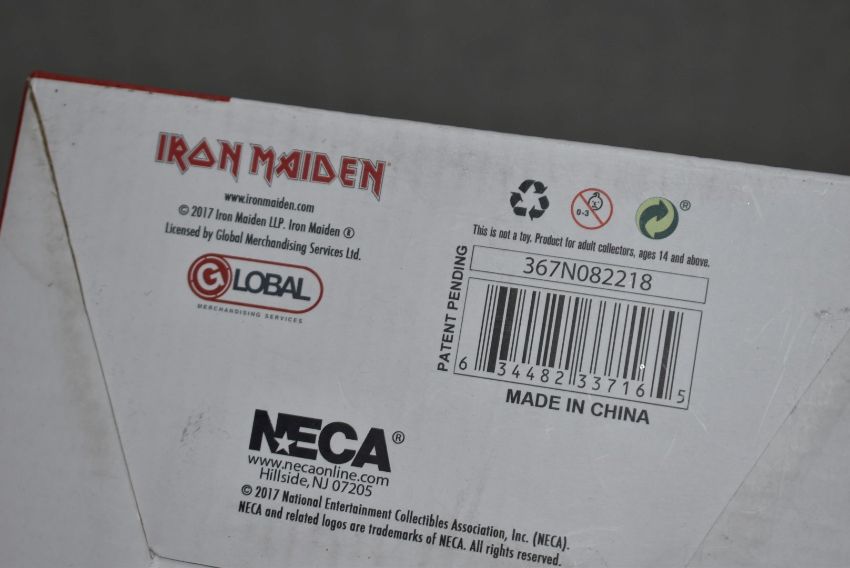 IRON MAIDEN
www.ironmaiden.com
© 2017 Iron Maiden LLP. Iron Maiden ®
Licensed by Global Merchandising Services Ltd.
GLOBAL
MERCHANDISING SERVICES
0-3
®
This is not a toy. Product for adult collectors, ages 14 and above.
367N082218
PATENT PENDING
6 34482 33716 5
MADE IN CHINA
NECA®
www.necaonline.com
Hillside, NJ 07205
© 2017 National Entertainment Collectibles Association, Inc. (NECA).
NECA and related logos are trademarks of NECA. All rights reserved.